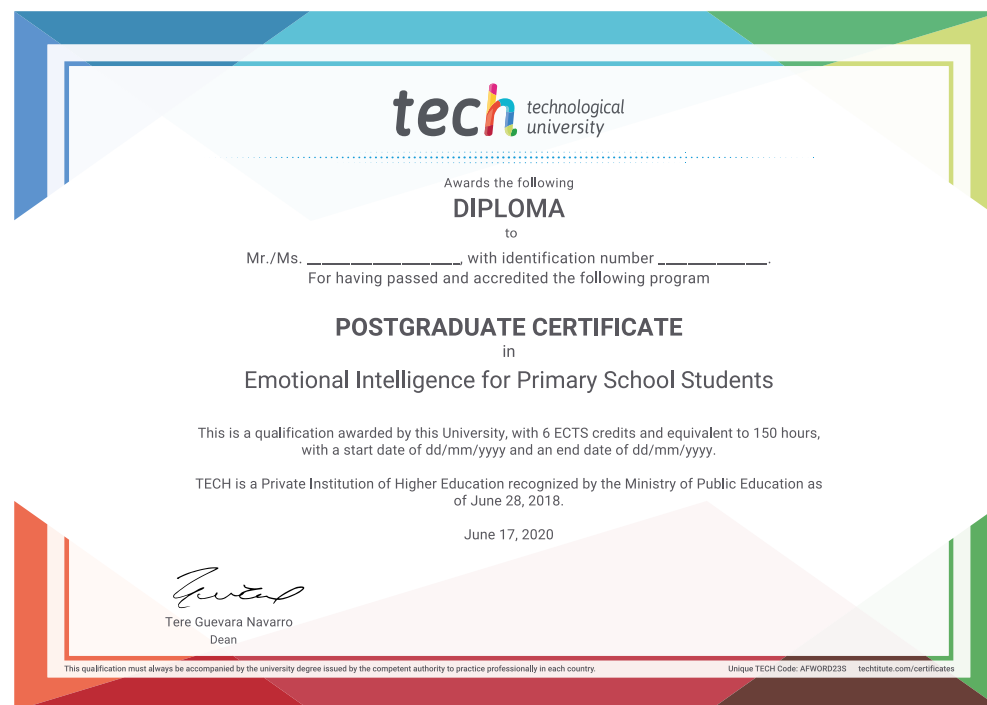 tech technological
university
Awards the following
DIPLOMA
to
Mr./Ms. ____________________, with identification number ______________.
For having passed and accredited the following program
POSTGRADUATE CERTIFICATE
in
Emotional Intelligence for Primary School Students
This is a qualification awarded by this University, with 6 ECTS credits and equivalent to 150 hours,
with a start date of dd/mm/yyyy and an end date of dd/mm/yyyy.
TECH is a Private Institution of Higher Education recognized by the Ministry of Public Education as
of June 28, 2018.
June 17, 2020
Tere Guevara Navarro
Dean
This qualification must always be accompanied by the university degree issued by the competent authority to practice professionally in each country.
Unique TECH Code: AFWORD23S techtitute.com/certificates